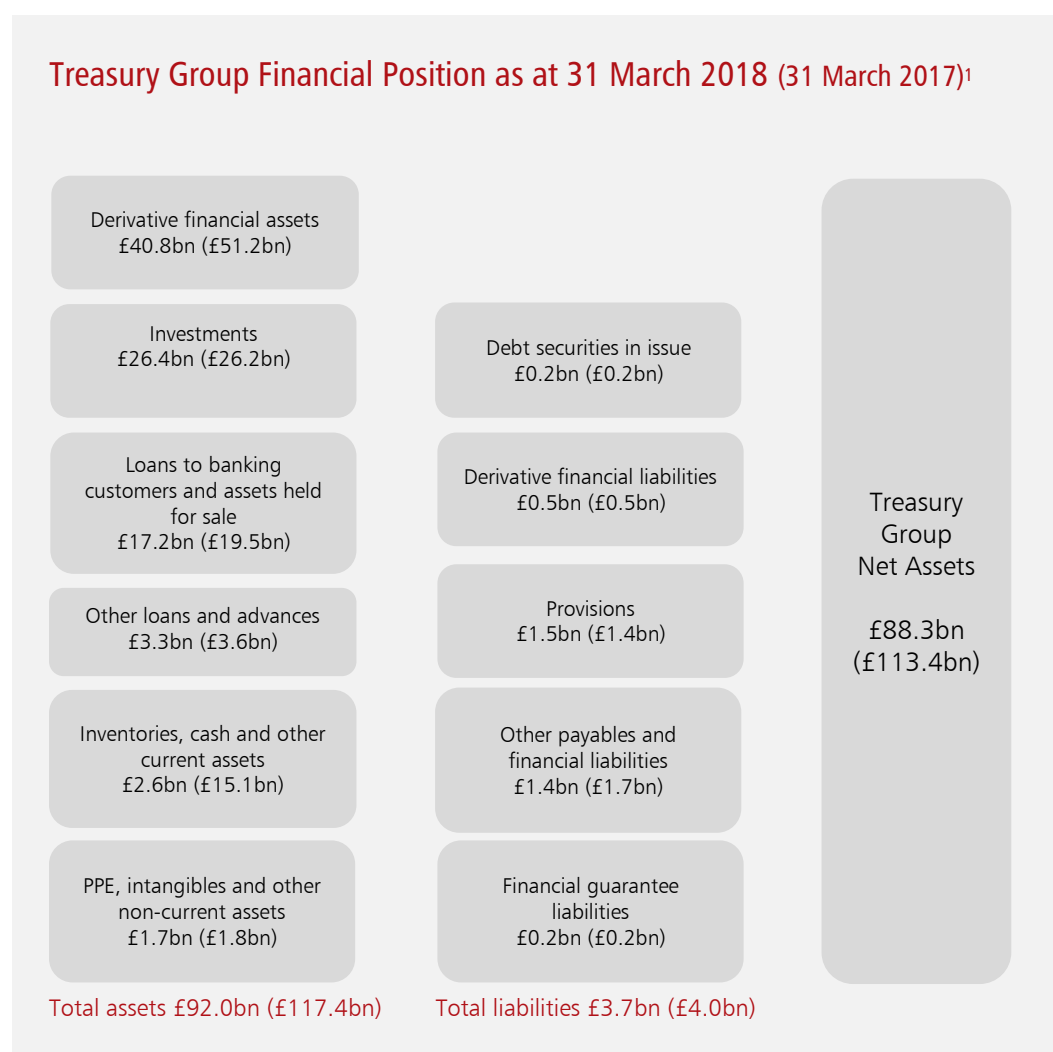 Treasury Group Financial Position as at 31 March 2018 (31 March 2017)1
Derivative financial assets
£40.8bn (£51.2bn)
Investments
£26.4bn (£26.2bn)
Loans to banking
customers and assets held
for sale
£17.2bn (£19.5bn)
Other loans and advances
£3.3bn (£3.6bn)
Inventories, cash and other
current assets
£2.6bn (£15.1bn)
PPE, intangibles and other
non-current assets
£1.7bn (£1.8bn)
Total assets £92.0bn (£117.4bn)
Debt securities in issue
£0.2bn (£0.2bn)
Derivative financial liabilities
£0.5bn (£0.5bn)
Provisions
£1.5bn (£1.4bn)
Other payables and
financial liabilities
£1.4bn (£1.7bn)
Financial guarantee
liabilities
£0.2bn (£0.2bn)
Total liabilities £3.7bn (£4.0bn)
Treasury
Group
Net Assets
£88.3bn
(£113.4bn)